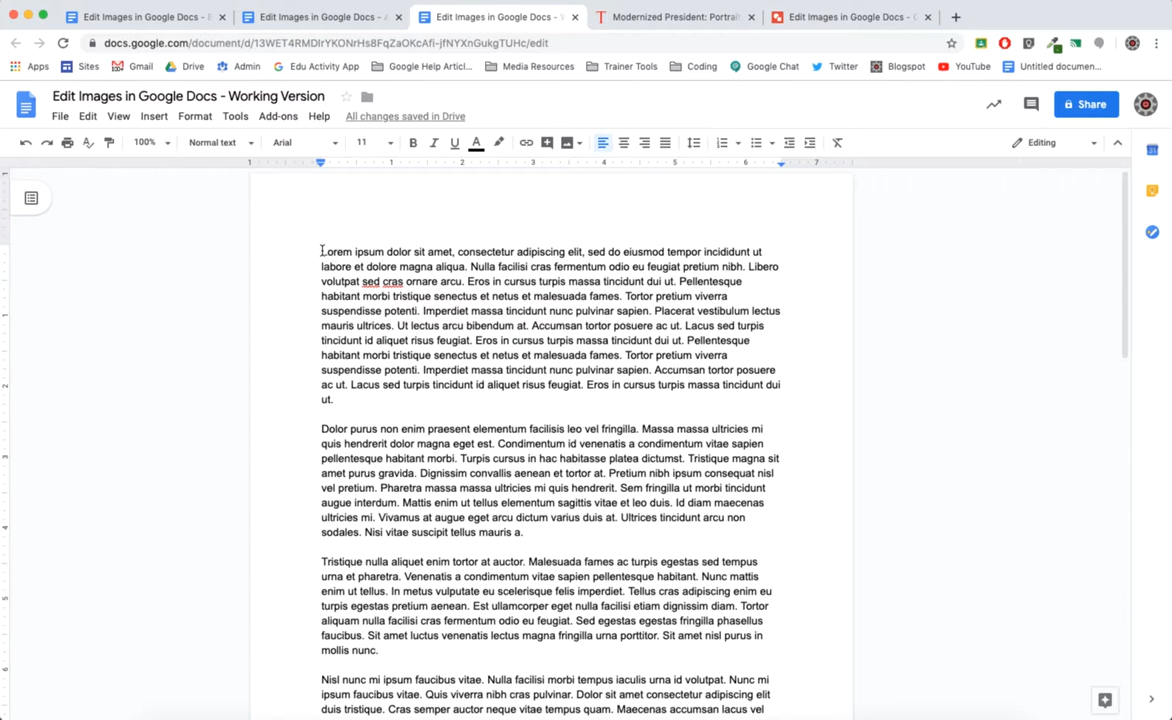 Edit Images in Google Docs - 
Edit Images in Google Docs - 
Edit Images in Google Docs - 
Modernized President: Portrait
Edit Images in Google Docs - 
docs.google.com/document/d/13WET4RMDIrYKONrHs8FqZaOKcAfi-jfNYXnGukgTUHc/edit
Apps Sites Gmail Drive Admin Edu Activity App Google Help Articl... Media Resources Trainer Tools Coding Google Chat Twitter Blogspot YouTube Untitled documen...
Edit Images in Google Docs - Working Version
File Edit View Insert Format Tools Add-ons Help All changes saved in Drive
Share
100% Normal text Arial 11 B I U A Editing
1 1 2 3 4 5 6 7
Lorem ipsum dolor sit amet, consectetur adipiscing elit, sed do eiusmod tempor incididunt ut
labore et dolore magna aliqua. Nulla facilisi cras fermentum odio eu feugiat pretium nibh. Libero
volutpat sed cras ornare arcu. Eros in cursus turpis massa tincidunt dui ut. Pellentesque
habitant morbi tristique senectus et netus et malesuada fames. Tortor pretium viverra
suspendisse potenti. Imperdiet massa tincidunt nunc pulvinar sapien. Placerat vestibulum lectus
mauris ultrices. Ut lectus arcu bibendum at. Accumsan tortor posuere ac ut. Lacus sed turpis
tincidunt id aliquet risus feugiat. Eros in cursus turpis massa tincidunt dui ut. Pellentesque
habitant morbi tristique senectus et netus et malesuada fames. Tortor pretium viverra
suspendisse potenti. Imperdiet massa tincidunt nunc pulvinar sapien. Accumsan tortor posuere
ac ut. Lacus sed turpis tincidunt id aliquet risus feugiat. Eros in cursus turpis massa tincidunt dui
ut.
Dolor purus non enim praesent elementum facilisis leo vel fringilla. Massa massa ultricies mi
quis hendrerit dolor magna eget est. Condimentum id venenatis a condimentum vitae sapien
pellentesque habitant morbi. Turpis cursus in hac habitasse platea dictumst. Tristique magna sit
amet purus gravida. Dignissim convallis aenean et tortor at. Pretium nibh ipsum consequat nisl
vel pretium. Pharetra massa massa ultricies mi quis hendrerit. Sem fringilla ut morbi tincidunt
augue interdum. Mattis enim ut tellus elementum sagittis vitae et leo duis. Id diam maecenas
ultricies mi. Vivamus at augue eget arcu dictum varius duis at. Ultrices tincidunt arcu non
sodales. Nisi vitae suscipit tellus mauris a.
Tristique nulla aliquet enim tortor at auctor. Malesuada fames ac turpis egestas sed tempus
urna et pharetra. Venenatis a condimentum vitae sapien pellentesque habitant. Nunc mattis
enim ut tellus. In metus vulputate eu scelerisque felis imperdiet. Tellus cras adipiscing enim eu
turpis egestas pretium aenean. Est ullamcorper eget nulla facilisi etiam dignissim diam. Tortor
aliquam nulla facilisi cras fermentum odio eu feugiat. Sed egestas egestas fringilla phasellus
faucibus. Sit amet luctus venenatis lectus magna fringilla urna porttitor. Sit amet nisl purus in
mollis nunc.
Nisl nunc mi ipsum faucibus vitae. Nulla facilisi morbi tempus iaculis urna id volutpat. Nunc mi
ipsum faucibus vitae. Quis viverra nibh cras pulvinar. Dolor sit amet consectetur adipiscing elit
duis tristique. Cras semper auctor neque vitae tempus quam. Maecenas accumsan lacus vel